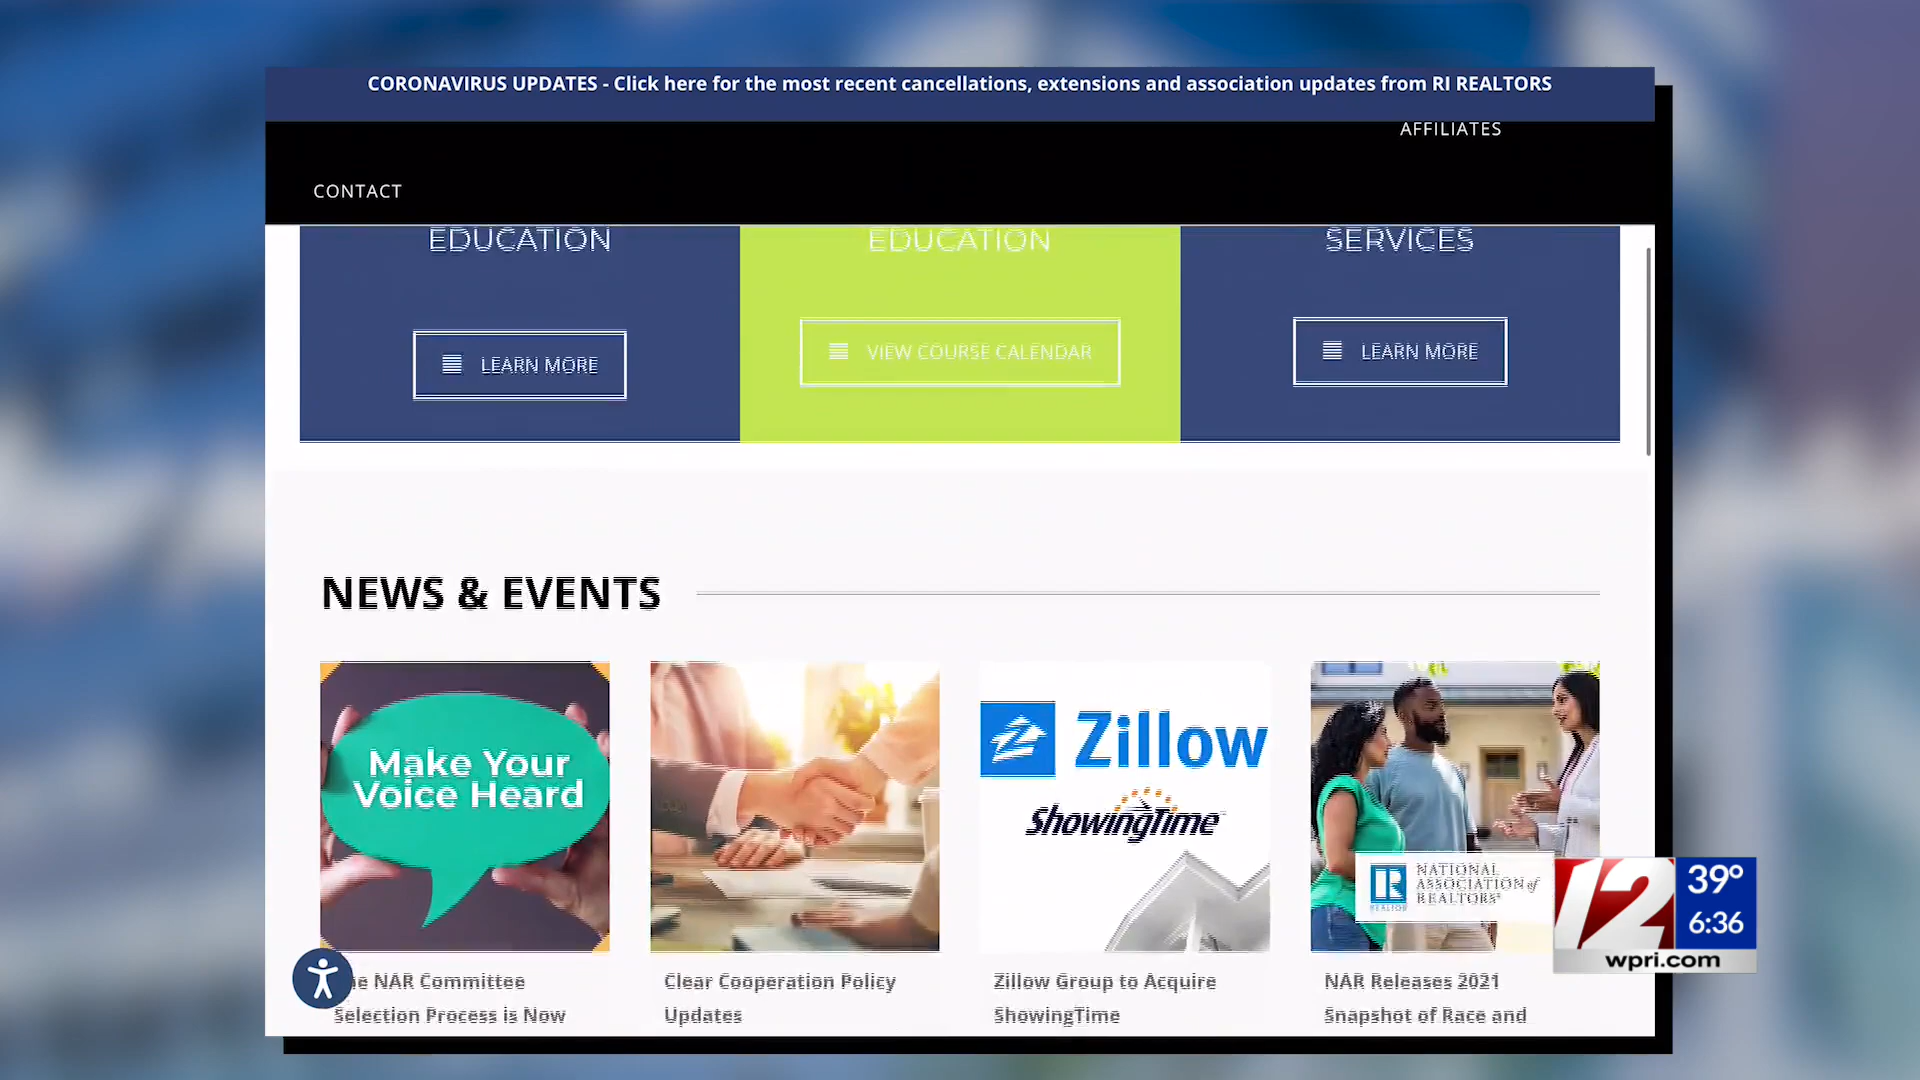 CORONAVIRUS UPDATES - Click here for the most recent cancellations, extensions and association updates from RI REALTORS
AFFILIATES
CONTACT
EDUCATION
EDUCATION
SERVICES
LEARN MORE
VIEW COURSE CALENDAR
LEARN MORE
NEWS & EVENTS
Make Your
Voice Heard
Zillow
ShowingTime
NATIONAL
ASSOCIATION of
REALTORS®
R
REALTOR
12
39°
6:36
wpri.com
NAR Committee
Selection Process is Now
Clear Cooperation Policy
Updates
Zillow Group to Acquire
ShowingTime
NAR Releases 2021
Snapshot of Race and